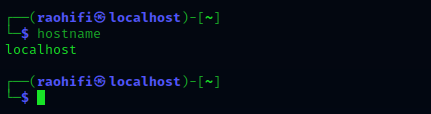 ┌──(raohifi㉿localhost)-[~]
└─$ hostname
localhost
┌──(raohifi㉿localhost)-[~]
└─$